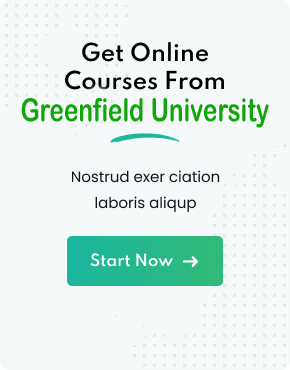 Get Online
Courses From
Greenfield University
Nostrud exer ciation
laboris aliqup
Start Now →